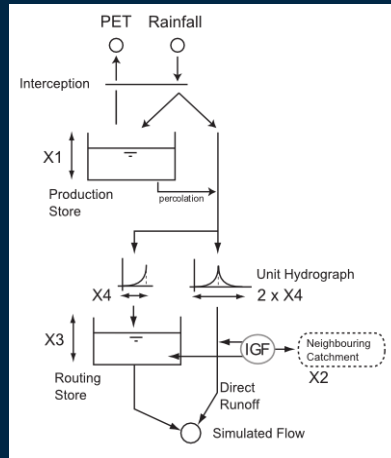 PET Rainfall
Interception
X1
Production
Store
percolation
Unit Hydrograph
X4
2 x X4
X3
IGF
Neighbouring
Catchment
X2
Routing
Store
Direct
Runoff
Simulated Flow